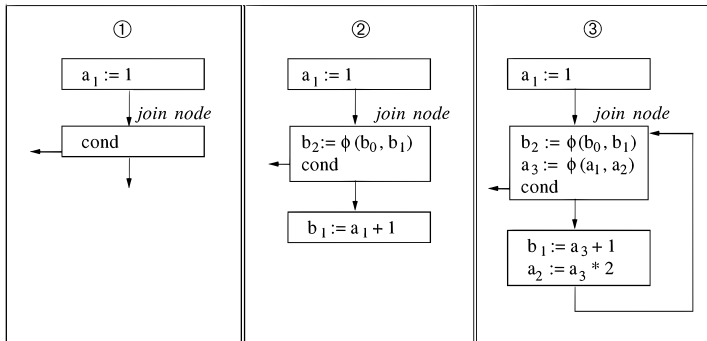 ①
a₁ := 1
join node
cond
②
a₁ := 1
join node
b₂:= ϕ (b₀, b₁)
cond
b₁ := a₁ + 1
③
a₁ := 1
join node
b₂ := ϕ (b₀, b₁)
a₃ := ϕ (a₁, a₂)
cond
b₁ := a₃ + 1
a₂ := a₃ * 2